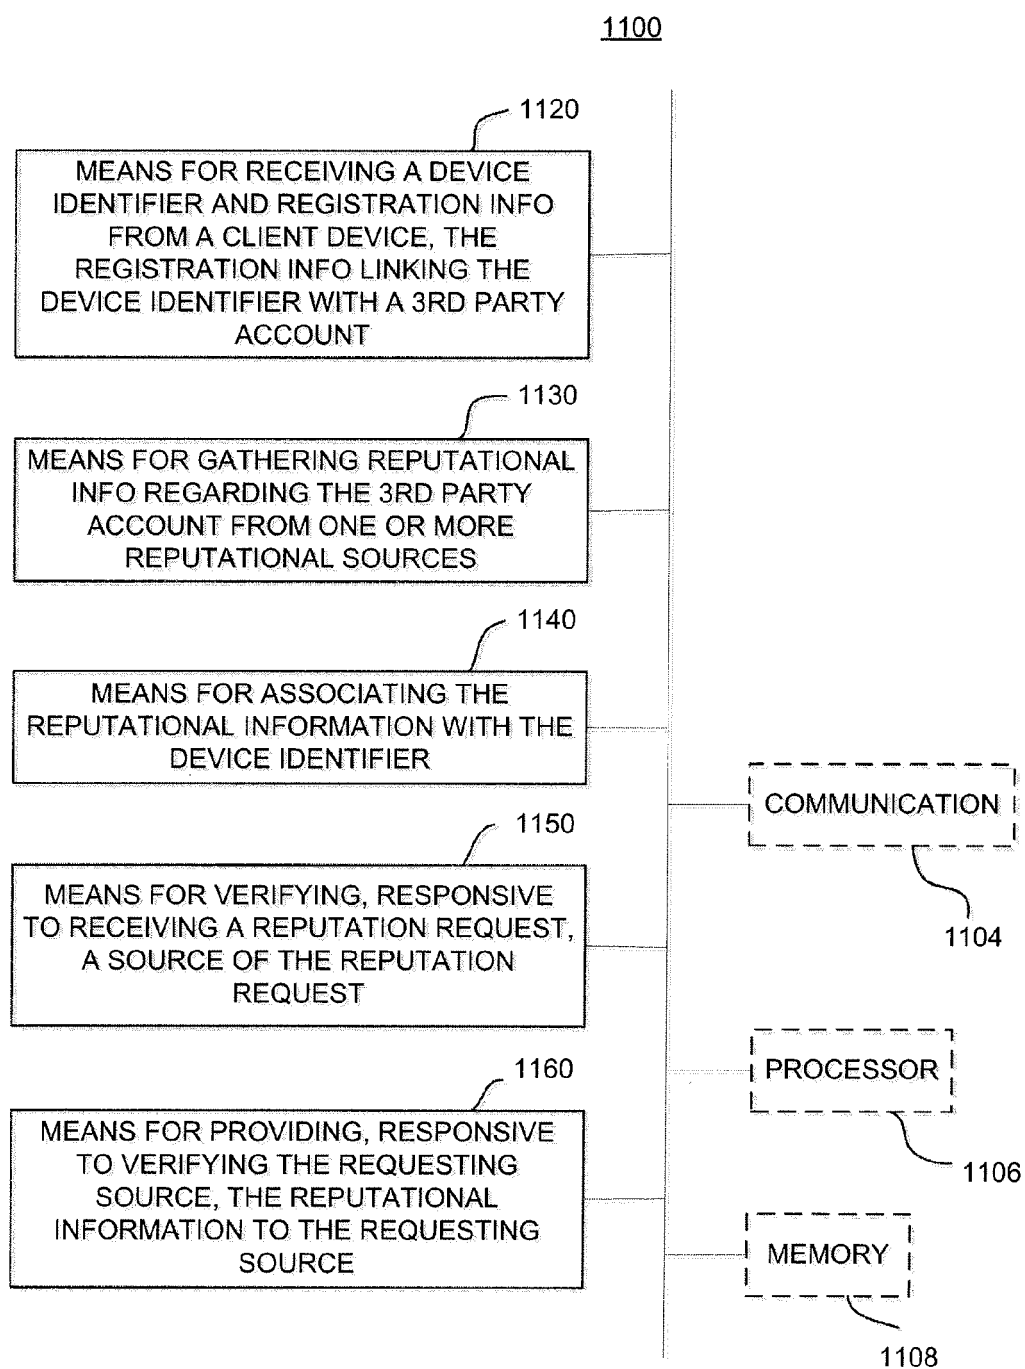 1100
1120
MEANS FOR RECEIVING A DEVICE
IDENTIFIER AND REGISTRATION INFO
FROM A CLIENT DEVICE, THE
REGISTRATION INFO LINKING THE
DEVICE IDENTIFIER WITH A 3RD PARTY
ACCOUNT
1130
MEANS FOR GATHERING REPUTATIONAL
INFO REGARDING THE 3RD PARTY
ACCOUNT FROM ONE OR MORE
REPUTATIONAL SOURCES
1140
MEANS FOR ASSOCIATING THE
REPUTATIONAL INFORMATION WITH THE
DEVICE IDENTIFIER
1150
MEANS FOR VERIFYING, RESPONSIVE
TO RECEIVING A REPUTATION REQUEST,
A SOURCE OF THE REPUTATION
REQUEST
1160
MEANS FOR PROVIDING, RESPONSIVE
TO VERIFYING THE REQUESTING
SOURCE, THE REPUTATIONAL
INFORMATION TO THE REQUESTING
SOURCE
COMMUNICATION
1104
PROCESSOR
1106
MEMORY
1108